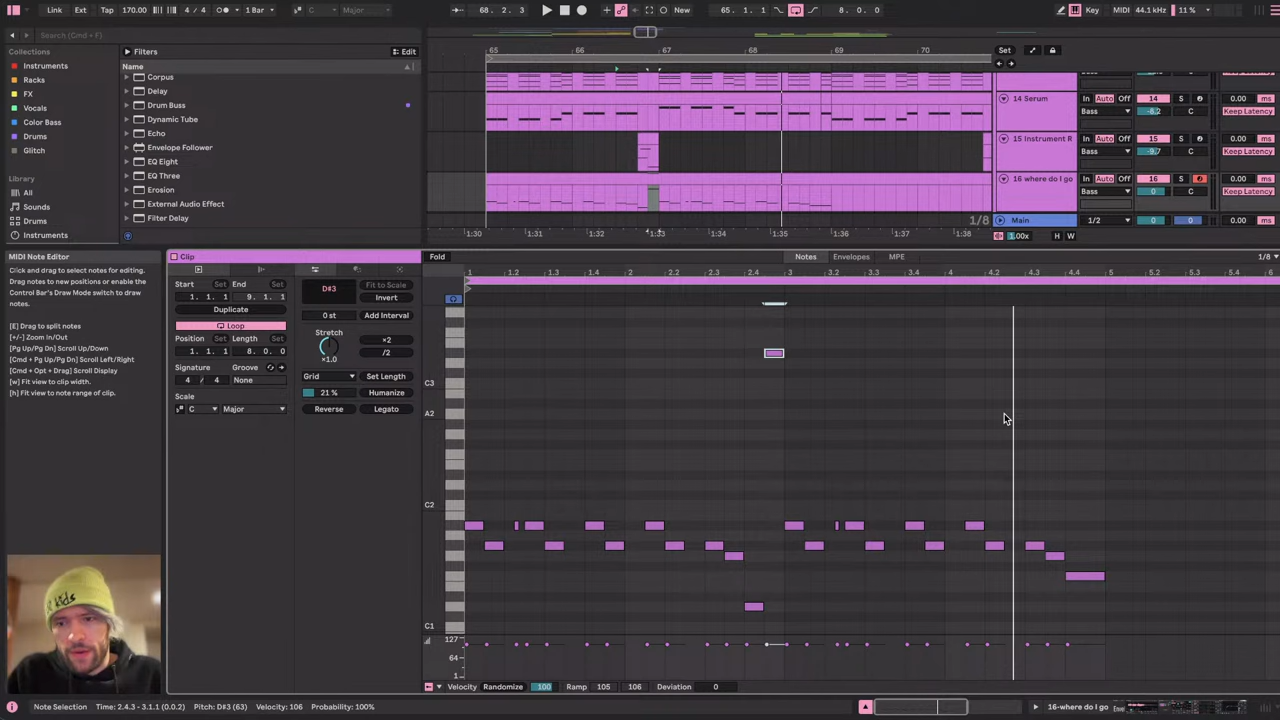 Link Ext Tap 170.00 4 / 4 1 Bar C Major 68. 2. 3 New 65. 1. 1 8. 0. 0 Key MIDI 44.1 kHz 11 %
Search (Cmd + F)
Collections
Instruments
Racks
FX
Vocals
Color Bass
Drums
Glitch
Library
All
Sounds
Drums
Instruments
Filters Edit
Name
Corpus
Delay
Drum Buss
Dynamic Tube
Echo
Envelope Follower
EQ Eight
EQ Three
Erosion
External Audio Effect
Filter Delay
65 66 67 68 69 70 Set
14 Serum In Auto Off 14 S 0.00 ms
Bass -6.2 C Keep Latency
15 Instrument R In Auto Off 15 S 0.00 ms
Bass -9.7 C Keep Latency
16 where do I go In Auto Off 16 S 0.00 ms
Bass 0 C Keep Latency
1/8 Main 1/2 0 0
1:30 1:31 1:32 1:33 1:34 1:35 1:36 1:37 1:38 1.00x H W
MIDI Note Editor
Click and drag to select notes for editing.
Drag notes to new positions or enable the
Control Bar's Draw Mode switch to draw
notes.
[E] Drag to split notes
[+/-] Zoom In/Out
[Pg Up/Pg Dn] Scroll Up/Down
[Cmd + Pg Up/Pg Dn] Scroll Left/Right
[Cmd + Opt + Drag] Scroll Display
[w] Fit view to clip width.
[h] Fit view to note range of clip.
Clip
Start Set End Set
1. 1. 1 9. 1. 1
Duplicate
Loop
Position Set Length Set
1. 1. 1 8. 0. 0
Signature Groove
4 / 4 None
Scale
C Major
D#3 Fit to Scale
Invert
0 st Add Interval
Stretch
×2
×1.0 /2
Grid Set Length
21 % Humanize
Reverse Legato
Fold Notes Envelopes MPE 1/8
1 1.2 1.3 1.4 2 2.2 2.3 2.4 3 3.2 3.3 3.4 4 4.2 4.3 4.4 5 5.2 5.3 5.4 6
C3
A2
C2
C1
127
64
1
Velocity Randomize 100 Ramp 105 106 Deviation 0
Note Selection Time: 2.4.3 - 3.1.1 (0.0.2) Pitch: D#3 (63) Velocity: 106 Probability: 100% 16-where do I go